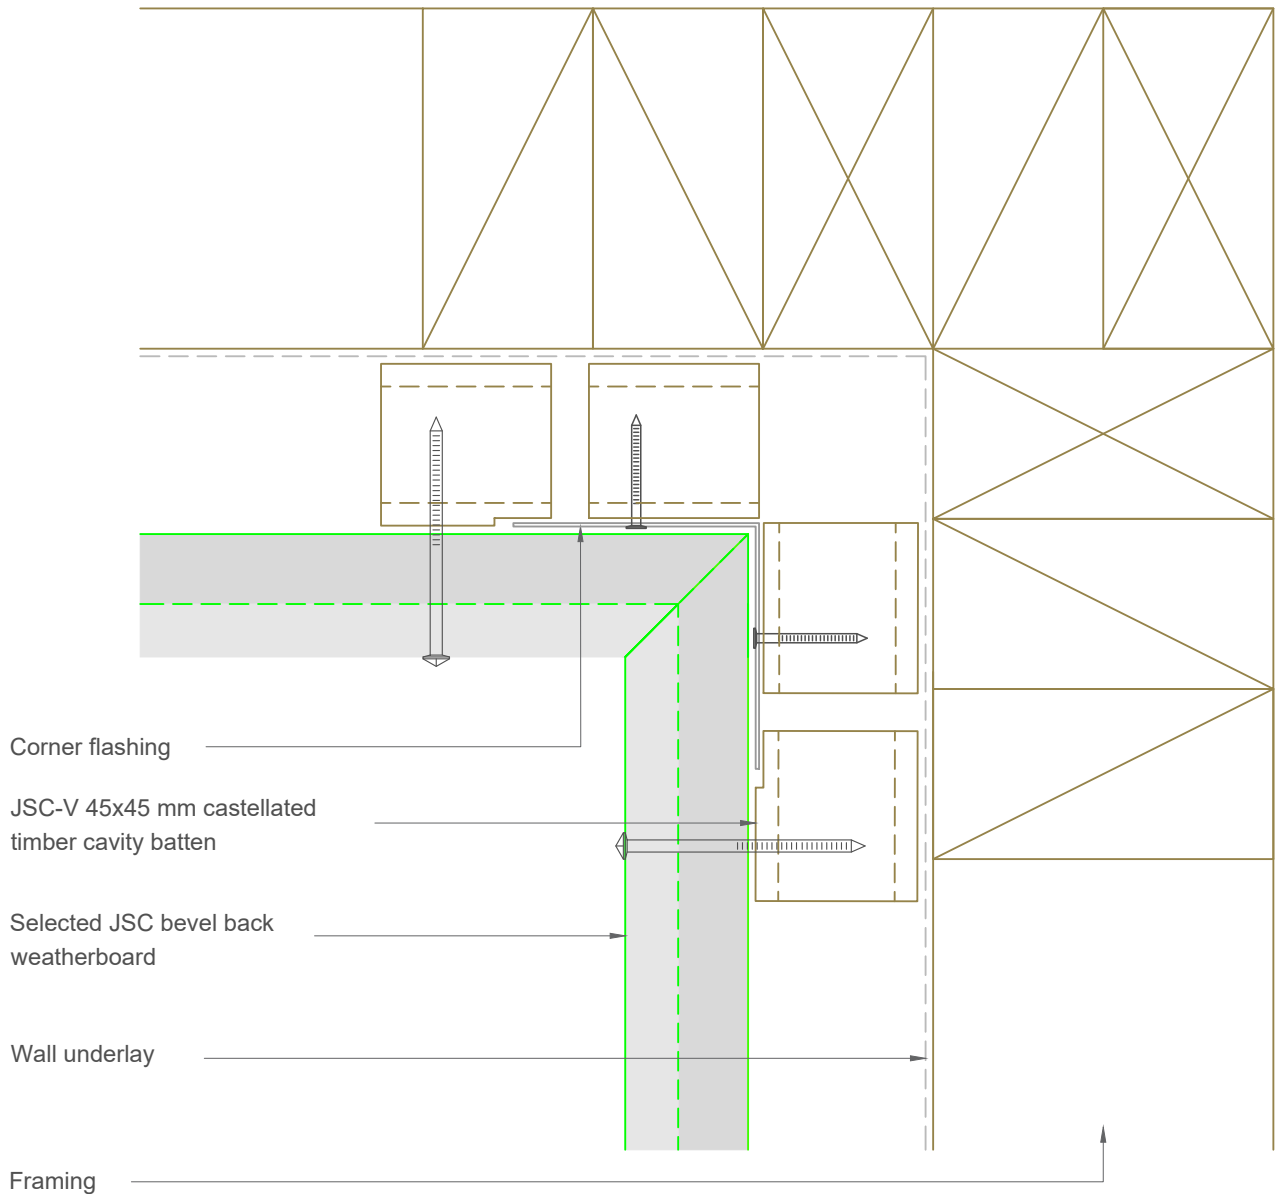 Corner flashing
JSC-V 45x45 mm castellated
timber cavity batten
Selected JSC bevel back
weatherboard
Wall underlay
Framing